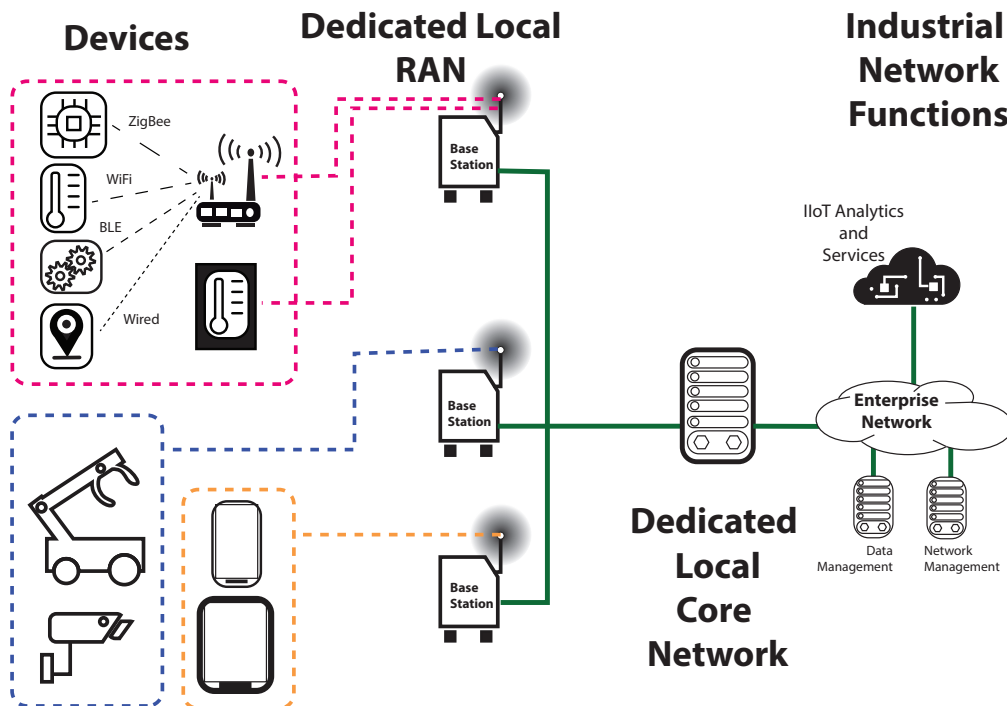 Devices
Dedicated Local
RAN
Industrial
Network
Functions
ZigBee
WiFi
BLE
Wired
Base
Station
IIoT Analytics
and
Services
Base
Station
Enterprise
Network
Base
Station
Dedicated
Local
Core
Network
Data
Management
Network
Management